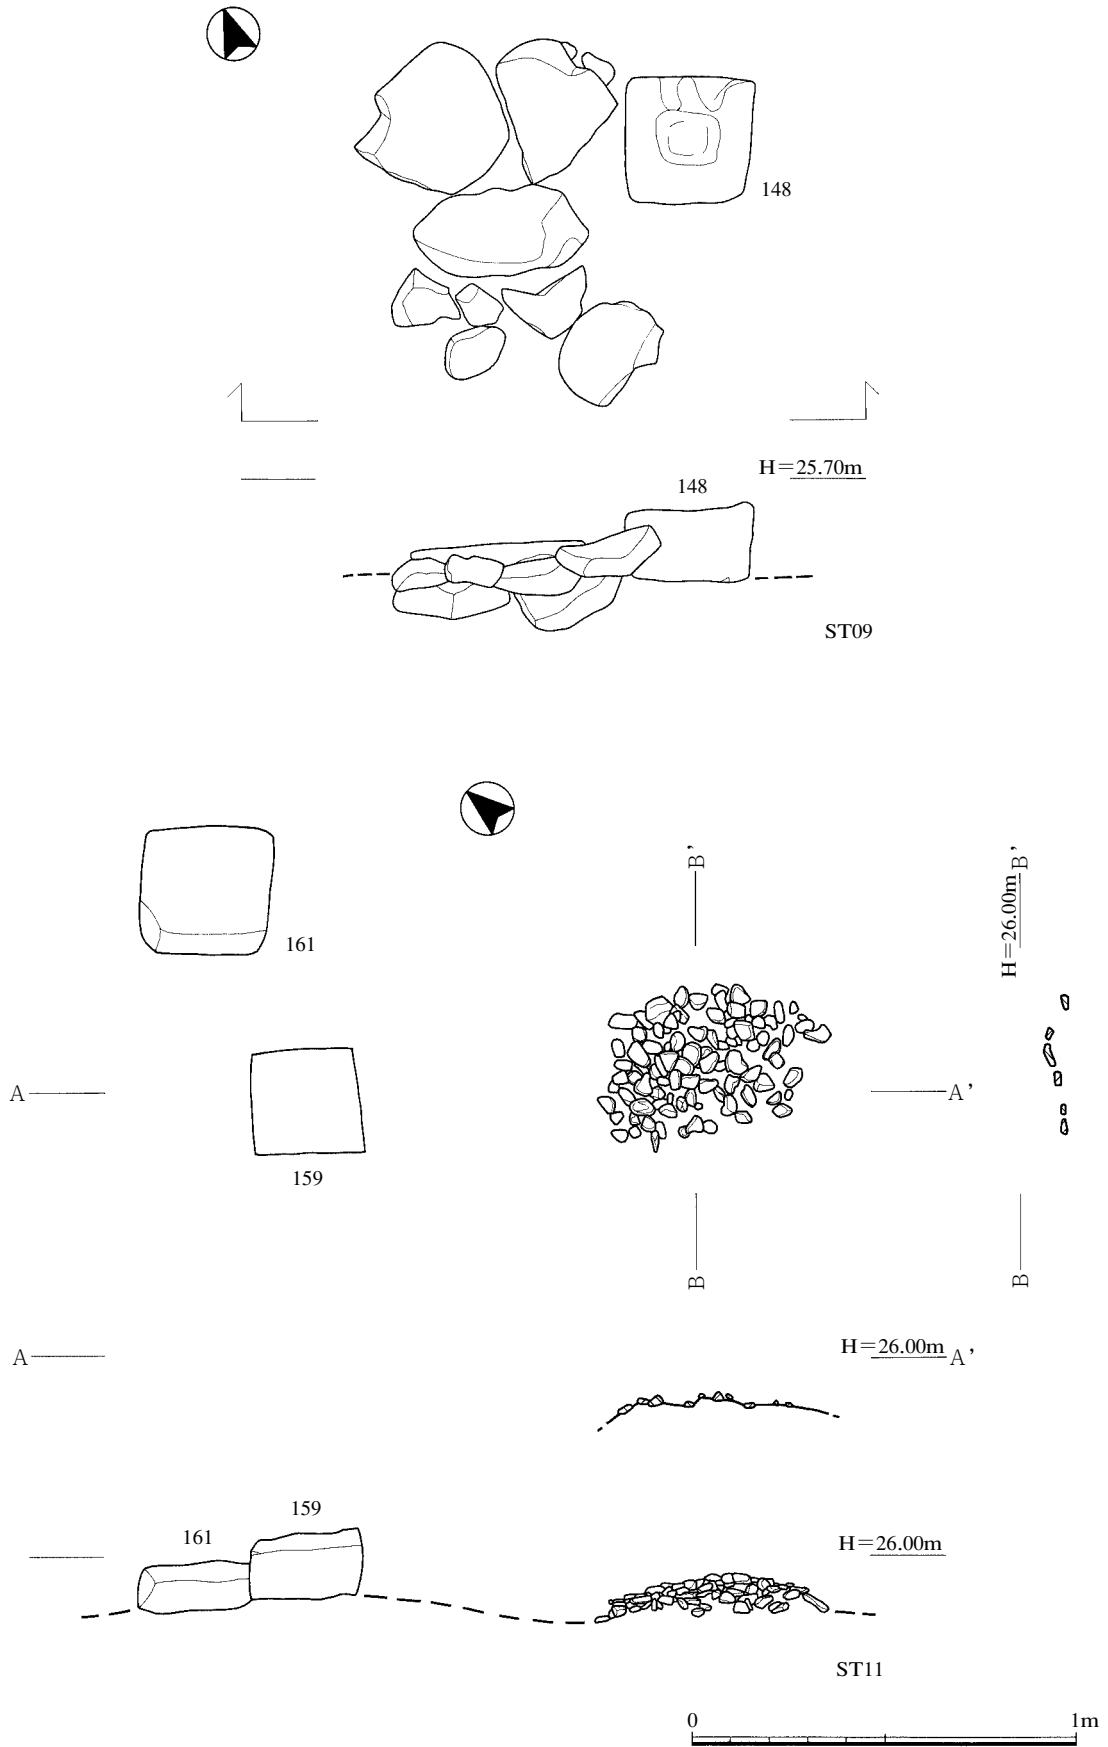 148
H=25.70m
148
ST09
B’
H=26.00m B’
161
A
A’
159
B
B
A
H=26.00m A’
159
161
H=26.00m
ST11
0
1m